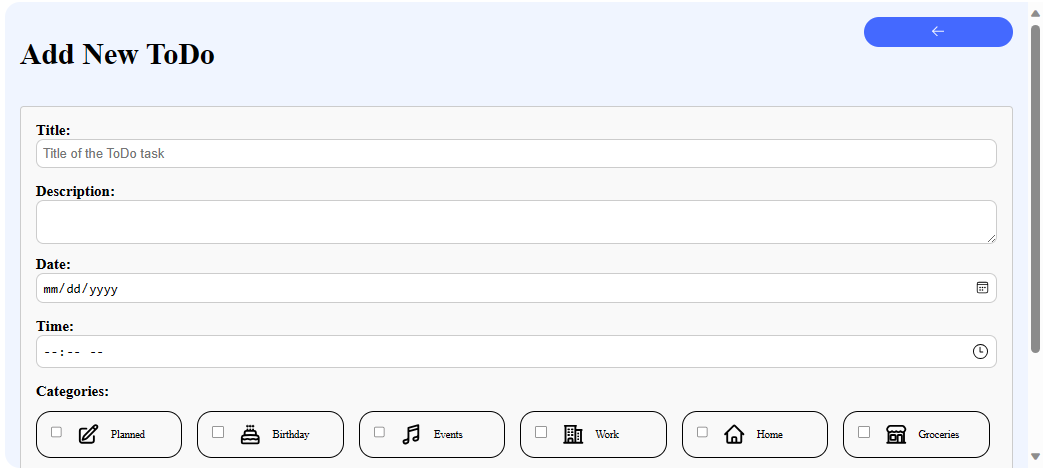 Add New ToDo
Title:
Title of the ToDo task
Description:
Date:
mm/dd/yyyy
Time:
--:-- --
Categories:
Planned Birthday Events Work Home Groceries